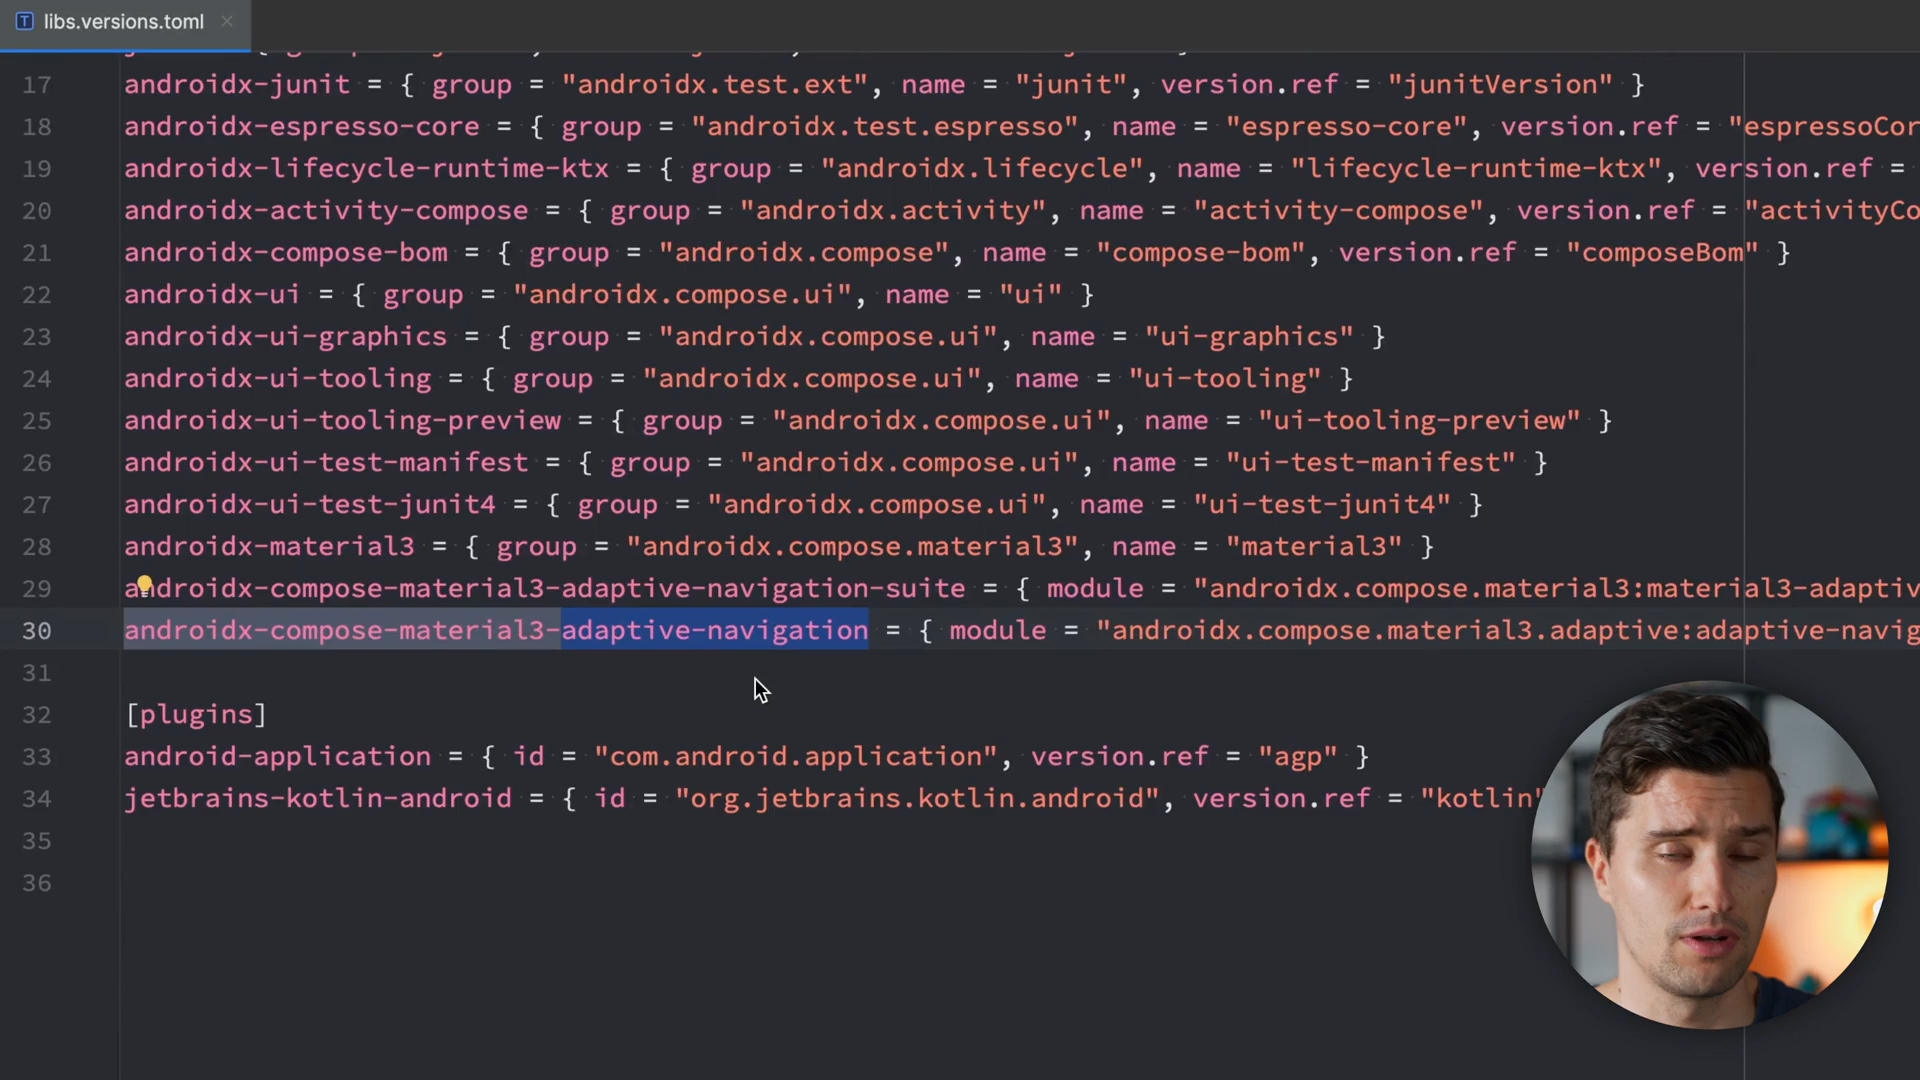 libs.versions.toml
17 androidx-junit = { group = "androidx.test.ext", name = "junit", version.ref = "junitVersion" }
18 androidx-espresso-core = { group = "androidx.test.espresso", name = "espresso-core", version.ref = "espressoCor
19 androidx-lifecycle-runtime-ktx = { group = "androidx.lifecycle", name = "lifecycle-runtime-ktx", version.ref =
20 androidx-activity-compose = { group = "androidx.activity", name = "activity-compose", version.ref = "activityCo
21 androidx-compose-bom = { group = "androidx.compose", name = "compose-bom", version.ref = "composeBom" }
22 androidx-ui = { group = "androidx.compose.ui", name = "ui" }
23 androidx-ui-graphics = { group = "androidx.compose.ui", name = "ui-graphics" }
24 androidx-ui-tooling = { group = "androidx.compose.ui", name = "ui-tooling" }
25 androidx-ui-tooling-preview = { group = "androidx.compose.ui", name = "ui-tooling-preview" }
26 androidx-ui-test-manifest = { group = "androidx.compose.ui", name = "ui-test-manifest" }
27 androidx-ui-test-junit4 = { group = "androidx.compose.ui", name = "ui-test-junit4" }
28 androidx-material3 = { group = "androidx.compose.material3", name = "material3" }
29 androidx-compose-material3-adaptive-navigation-suite = { module = "androidx.compose.material3:material3-adaptiv
30 androidx-compose-material3-adaptive-navigation = { module = "androidx.compose.material3.adaptive:adaptive-navig
31
32 [plugins]
33 android-application = { id = "com.android.application", version.ref = "agp" }
34 jetbrains-kotlin-android = { id = "org.jetbrains.kotlin.android", version.ref = "kotlin"
35
36